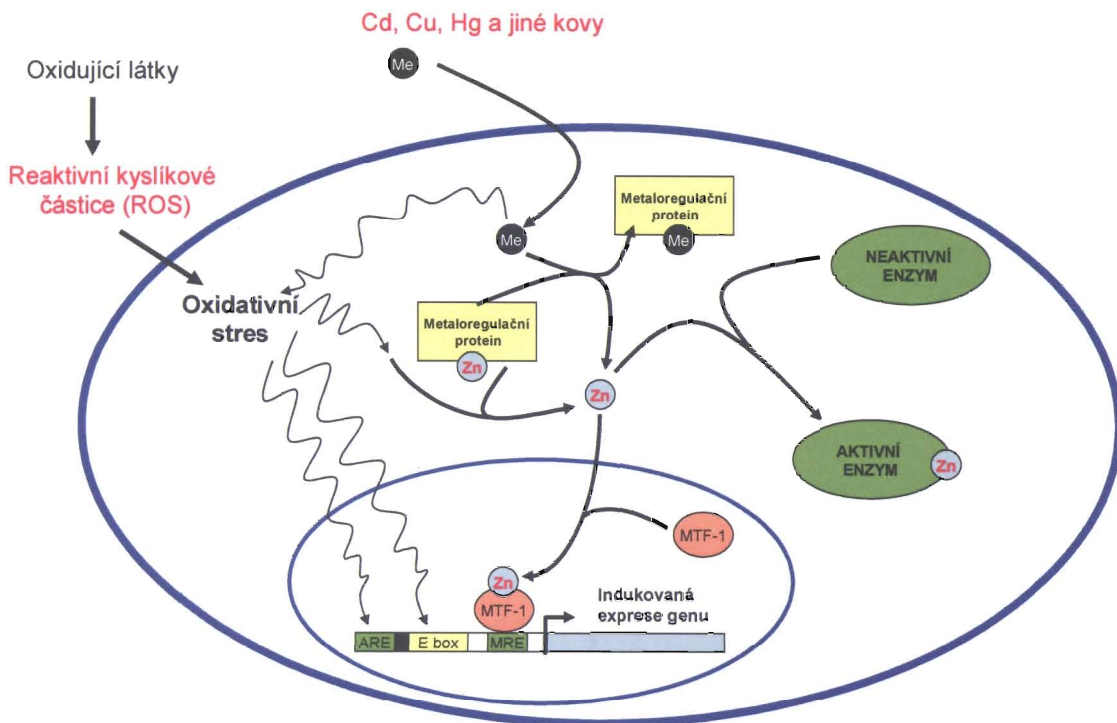 Cd, Cu, Hg a jiné kovy
Me
Oxidující látky
Reaktivní kyslíkové
částice (ROS)
Metaloregulační
protein
Me
Me
NEAKTIVNÍ
ENZYM
Oxidativní
stres
Metaloregulační
protein
Zn
Zn
AKTIVNÍ
ENZYM
Zn
MTF-1
Zn
MTF-1
Indukovaná
exprese genu
ARE
E box
MRE